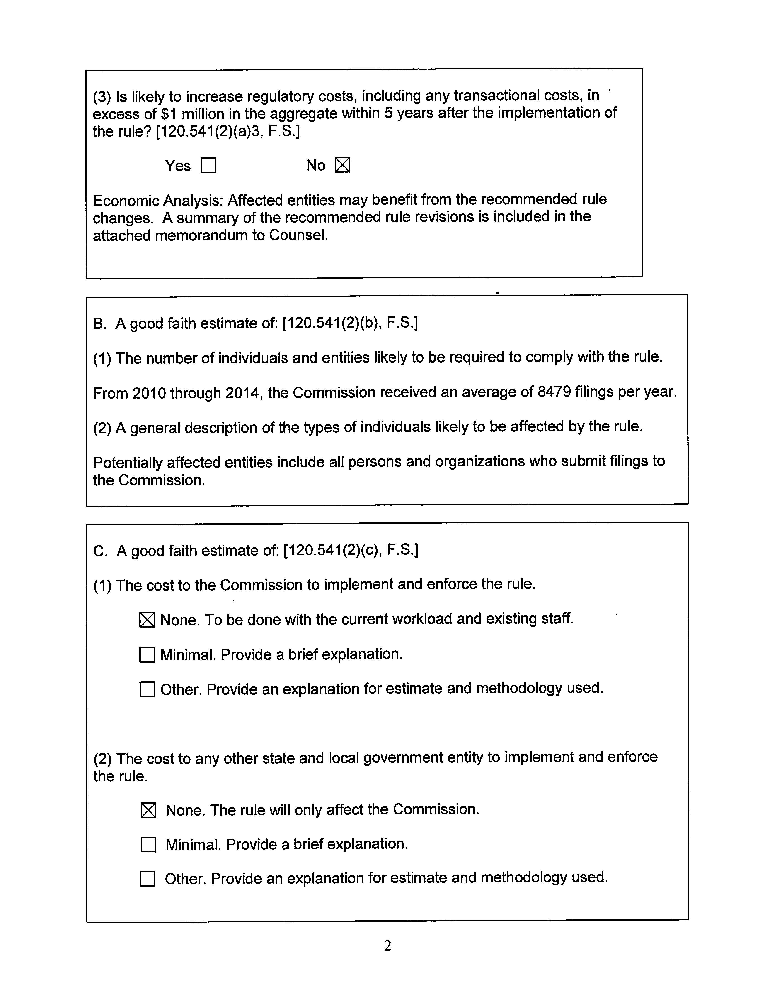 (3) Is likely to increase regulatory costs, including any transactional costs, in
excess of $1 million in the aggregate within 5 years after the implementation of
the rule? [120.541(2)(a)3, F.S.]
Yes ☐ No ☒
Economic Analysis: Affected entities may benefit from the recommended rule
changes. A summary of the recommended rule revisions is included in the
attached memorandum to Counsel.
B. A good faith estimate of: [120.541(2)(b), F.S.]
(1) The number of individuals and entities likely to be required to comply with the rule.
From 2010 through 2014, the Commission received an average of 8479 filings per year.
(2) A general description of the types of individuals likely to be affected by the rule.
Potentially affected entities include all persons and organizations who submit filings to
the Commission.
C. A good faith estimate of: [120.541(2)(c), F.S.]
(1) The cost to the Commission to implement and enforce the rule.
☒ None. To be done with the current workload and existing staff.
☐ Minimal. Provide a brief explanation.
☐ Other. Provide an explanation for estimate and methodology used.
(2) The cost to any other state and local government entity to implement and enforce
the rule.
☒ None. The rule will only affect the Commission.
☐ Minimal. Provide a brief explanation.
☐ Other. Provide an explanation for estimate and methodology used.
2